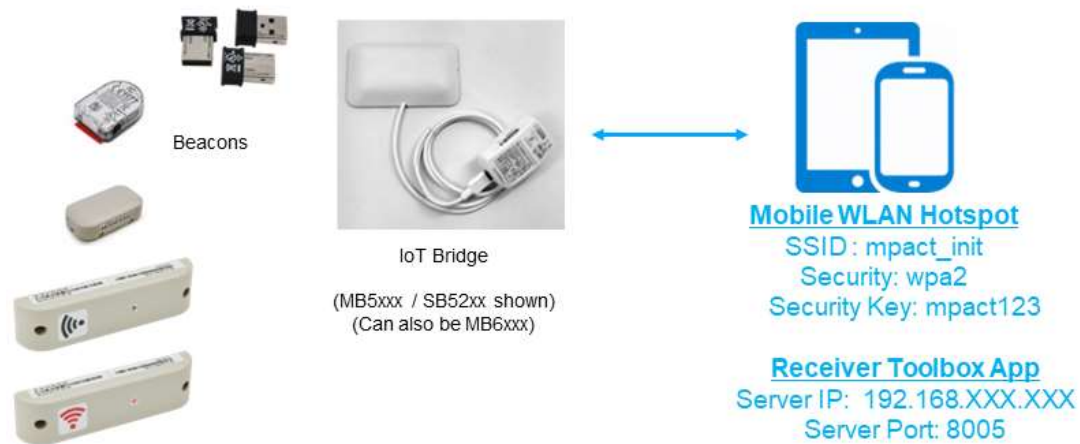 Beacons
IoT Bridge
(MB5xxx / SB52xx shown)
(Can also be MB6xxx)
Mobile WLAN Hotspot
SSID : mpact_init
Security: wpa2
Security Key: mpact123
Receiver Toolbox App
Server IP: 192.168.XXX.XXX
Server Port: 8005